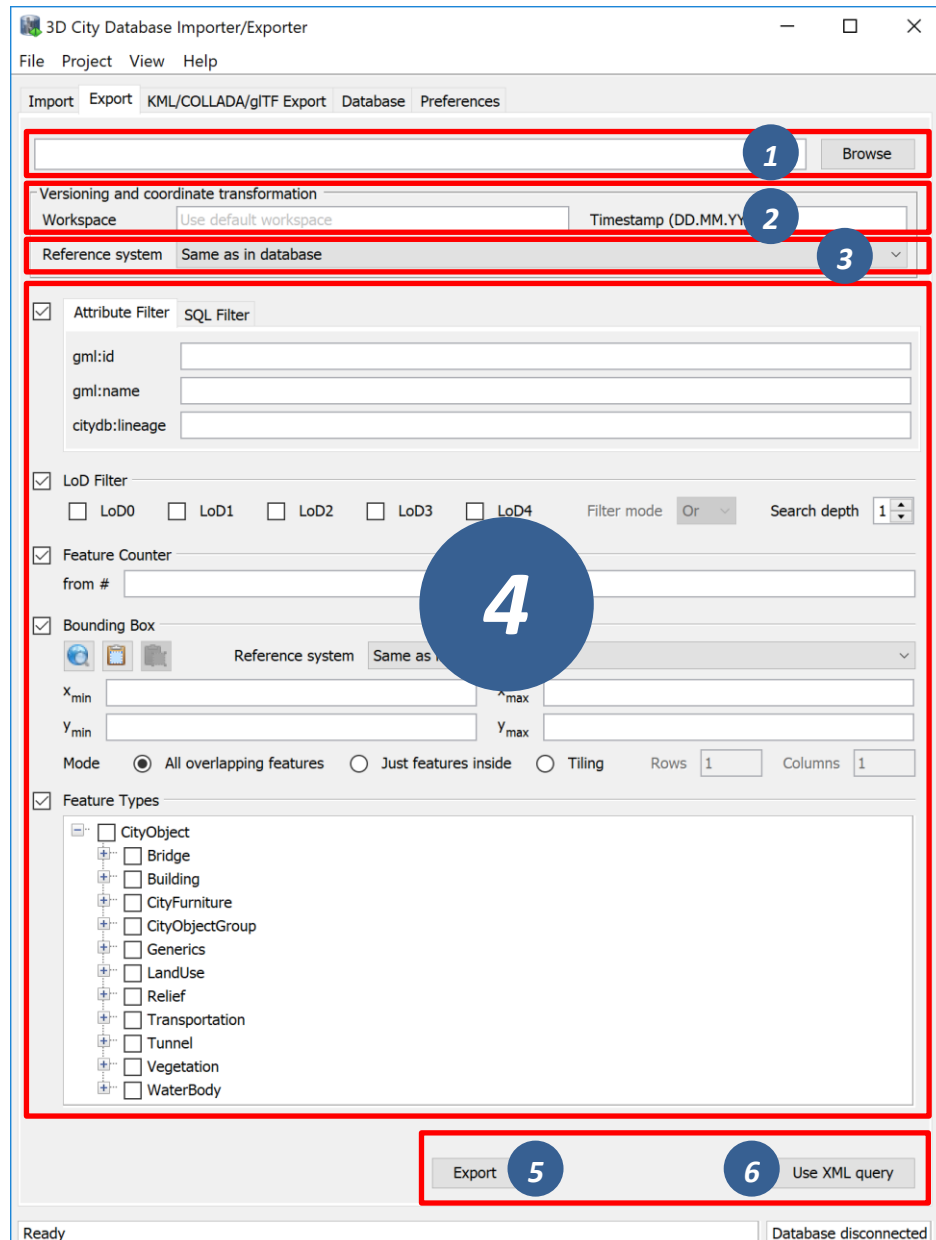 3D City Database Importer/Exporter
File Project View Help
Import Export KML/COLLADA/glTF Export Database Preferences
1 Browse
Versioning and coordinate transformation
Workspace Use default workspace Timestamp (DD.MM.YY 2
Reference system Same as in database 3
Attribute Filter SQL Filter
gml:id
gml:name
citydb:lineage
LoD Filter
LoD0 LoD1 LoD2 LoD3 LoD4 Filter mode Or Search depth 1
Feature Counter
from #
4
Bounding Box
Reference system Same as
xmin xmax
ymin ymax
Mode All overlapping features Just features inside Tiling Rows 1 Columns 1
Feature Types
CityObject
Bridge
Building
CityFurniture
CityObjectGroup
Generics
LandUse
Relief
Transportation
Tunnel
Vegetation
WaterBody
Export 5 6 Use XML query
Ready Database disconnected